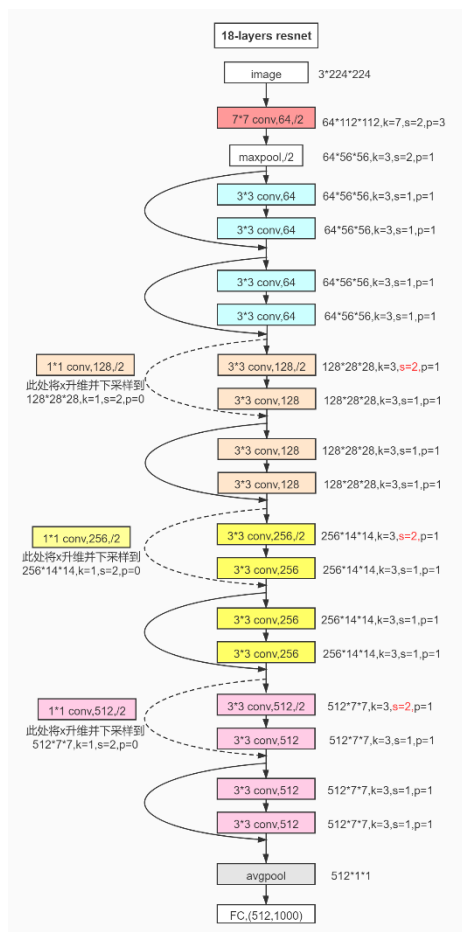 18-layers resnet
image 3*224*224
7*7 conv,64,/2 64*112*112,k=7,s=2,p=3
maxpool,/2 64*56*56,k=3,s=2,p=1
3*3 conv,64 64*56*56,k=3,s=1,p=1
3*3 conv,64 64*56*56,k=3,s=1,p=1
3*3 conv,64 64*56*56,k=3,s=1,p=1
3*3 conv,64 64*56*56,k=3,s=1,p=1
1*1 conv,128,/2 3*3 conv,128,/2 128*28*28,k=3,s=2,p=1
此处将x升维并下采样到
128*28*28,k=1,s=2,p=0 3*3 conv,128 128*28*28,k=3,s=1,p=1
3*3 conv,128 128*28*28,k=3,s=1,p=1
3*3 conv,128 128*28*28,k=3,s=1,p=1
1*1 conv,256,/2 3*3 conv,256,/2 256*14*14,k=3,s=2,p=1
此处将x升维并下采样到
256*14*14,k=1,s=2,p=0 3*3 conv,256 256*14*14,k=3,s=1,p=1
3*3 conv,256 256*14*14,k=3,s=1,p=1
3*3 conv,256 256*14*14,k=3,s=1,p=1
1*1 conv,512,/2 3*3 conv,512,/2 512*7*7,k=3,s=2,p=1
此处将x升维并下采样到
512*7*7,k=1,s=2,p=0 3*3 conv,512 512*7*7,k=3,s=1,p=1
3*3 conv,512 512*7*7,k=3,s=1,p=1
3*3 conv,512 512*7*7,k=3,s=1,p=1
avgpool 512*1*1
FC,(512,1000)